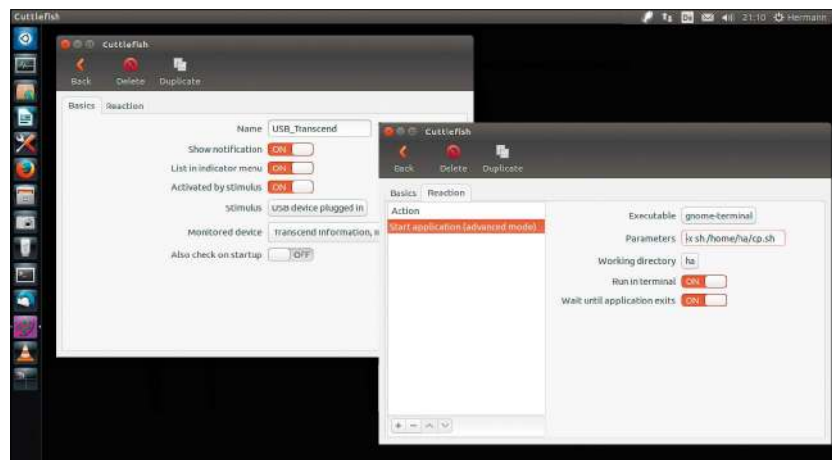 Cuttlefish
De
21:10 Hermann
Cuttlefish
Back Delete Duplicate
Basics Reaction
Name USB_Transcend
Show notification ON
List in indicator menu ON
Activated by stimulus ON
Stimulus USB device plugged in
Monitored device Transcend Information,
Also check on startup OFF
Cuttlefish
Back Delete Duplicate
Basics Reaction
Action
Start application (advanced mode)
Executable gnome-terminal
Parameters -x sh /home/ha/cp.sh
Working directory ha
Run in terminal ON
Wait until application exits ON